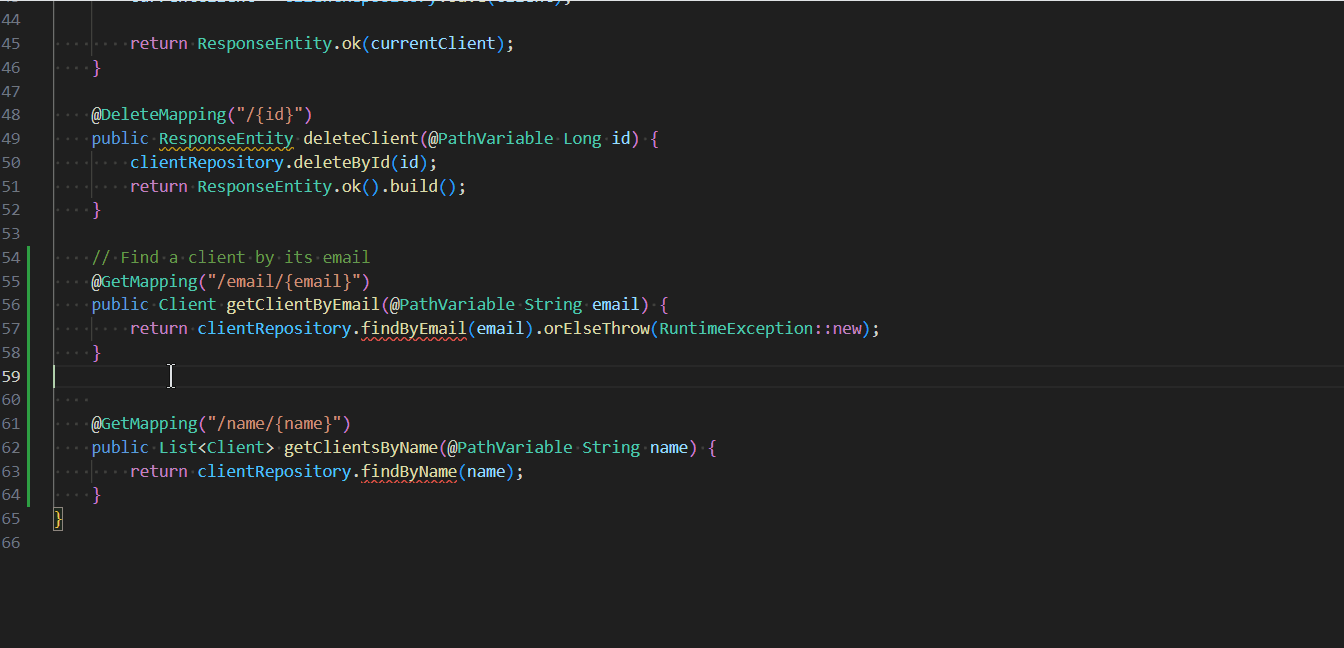 44
45 return ResponseEntity.ok(currentClient);
46 }
47
48 @DeleteMapping("/{id}")
49 public ResponseEntity deleteClient(@PathVariable Long id) {
50 clientRepository.deleteById(id);
51 return ResponseEntity.ok().build();
52 }
53
54 // Find a client by its email
55 @GetMapping("/email/{email}")
56 public Client getClientByEmail(@PathVariable String email) {
57 return clientRepository.findByEmail(email).orElseThrow(RuntimeException::new);
58 }
59
60
61 @GetMapping("/name/{name}")
62 public List<Client> getClientsByName(@PathVariable String name) {
63 return clientRepository.findByName(name);
64 }
65 }
66